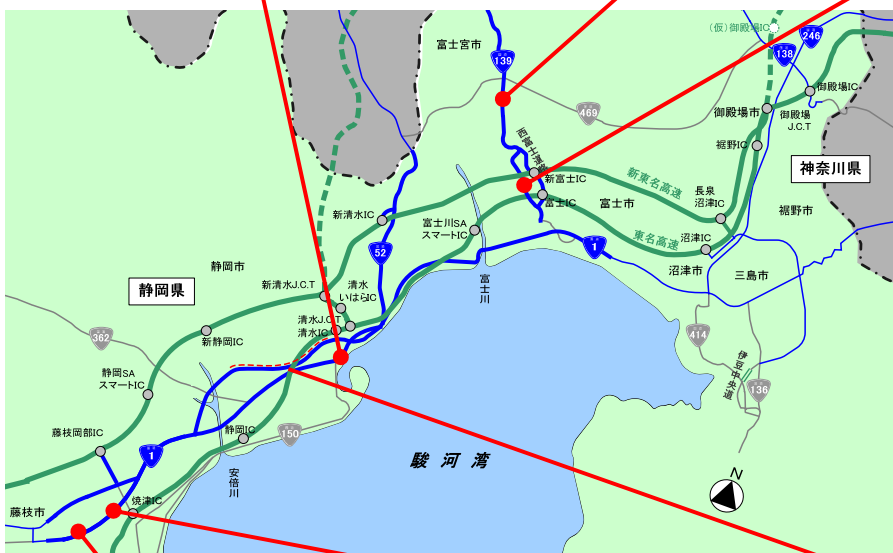 (仮)御殿場IC
246
138
富士宮市
139
御殿場IC
469
御殿場市
御殿場
J.C.T
西富士道路
裾野IC
神奈川県
新富士IC
新東名高速
富士IC
長泉
沼津IC
富士市
裾野市
新清水IC
富士川SA
スマートIC
東名高速
沼津IC
1
52
静岡市
沼津市
三島市
富士川
静岡県
新清水J.C.T
清水
いはらIC
清水J.C.T
清水IC
362
新静岡IC
414
伊豆中央道
静岡SA
スマートIC
136
静岡IC
150
藤枝岡部IC
1
駿河湾
安倍川
N
焼津IC
藤枝市